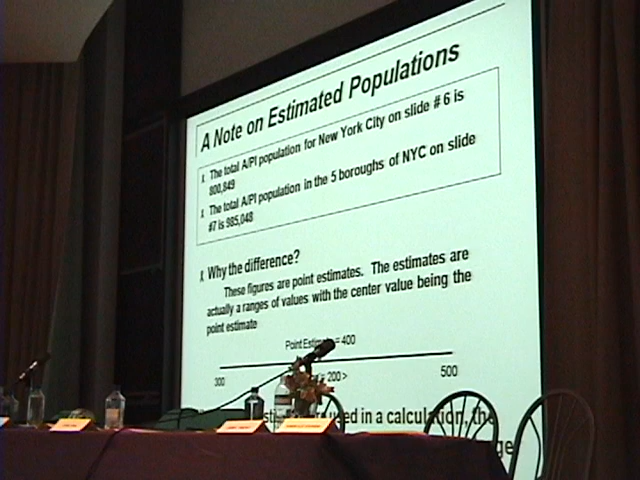 A Note on Estimated Populations
The total A/PI population for New York City on slide # 6 is
800,849
The total A/PI population in the 5 boroughs of NYC on slide
#7 is 985,048
Why the difference?
These figures are point estimates. The estimates are
actually a ranges of values with the center value being the
point estimate
Point = 400
300 = 200 > 500
used in a calculation, the